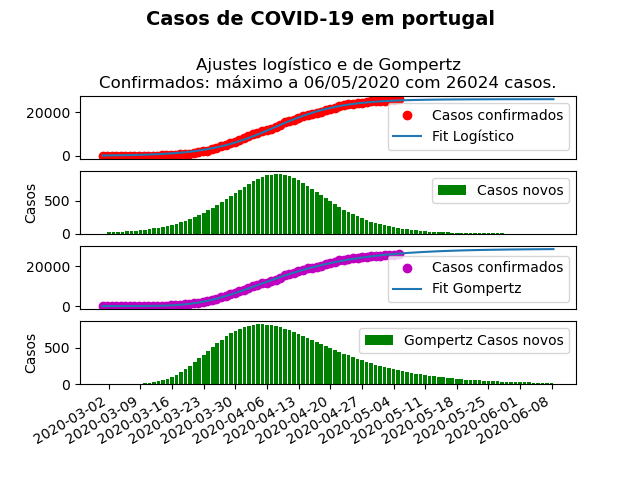 Casos de COVID-19 em portugal
Ajustes logístico e de Gompertz
Confirmados: máximo a 06/05/2020 com 26024 casos.
20000
0
Casos confirmados
Fit Logístico
Casos
500
0
Casos novos
20000
0
Casos confirmados
Fit Gompertz
Casos
500
0
Gompertz Casos novos
2020-03-02
2020-03-09
2020-03-16
2020-03-23
2020-03-30
2020-04-06
2020-04-13
2020-04-20
2020-04-27
2020-05-04
2020-05-11
2020-05-18
2020-05-25
2020-06-01
2020-06-08